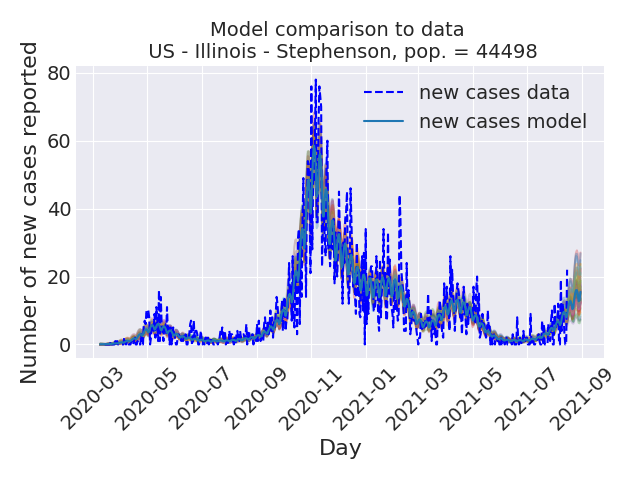 Model comparison to data
US - Illinois - Stephenson, pop. = 44498
Number of new cases reported
80
60
40
20
0
new cases data
new cases model
2020-03
2020-05
2020-07
2020-09
2020-11
2021-01
2021-03
2021-05
2021-07
2021-09
Day